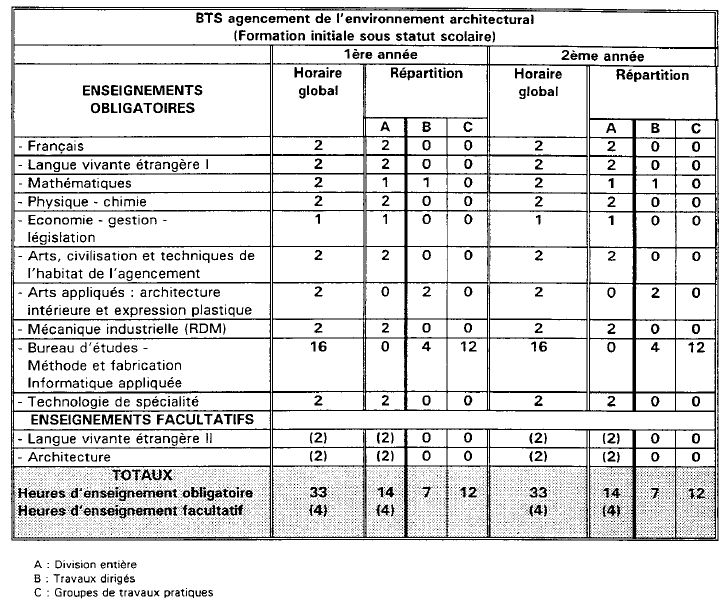 BTS agencement de l'environnement architectural
(Formation initiale sous statut scolaire)
1ère année 2ème année
ENSEIGNEMENTS OBLIGATOIRES Horaire global Répartition Horaire global Répartition
A B C A B C
- Français 2 2 0 0 2 2 0 0
- Langue vivante étrangère I 2 2 0 0 2 2 0 0
- Mathématiques 2 1 1 0 2 1 1 0
- Physique - chimie 2 2 0 0 2 2 0 0
- Economie - gestion - 1 1 0 0 1 1 0 0
législation
- Arts, civilisation et techniques de 2 2 0 0 2 2 0 0
l'habitat de l'agencement
- Arts appliqués : architecture 2 0 2 0 2 0 2 0
intérieure et expression plastique
- Mécanique industrielle (RDM) 2 2 0 0 2 2 0 0
- Bureau d'études - 16 0 4 12 16 0 4 12
Méthode et fabrication
Informatique appliquée
- Technologie de spécialité 2 2 0 0 2 2 0 0
ENSEIGNEMENTS FACULTATIFS
- Langue vivante étrangère II (2) (2) 0 0 (2) (2) 0 0
- Architecture (2) (2) 0 0 (2) (2) 0 0
TOTAUX
Heures d'enseignement obligatoire 33 14 7 12 33 14 7 12
Heures d'enseignement facultatif (4) (4) (4) (4)
A : Division entière
B : Travaux dirigés
C : Groupes de travaux pratiques